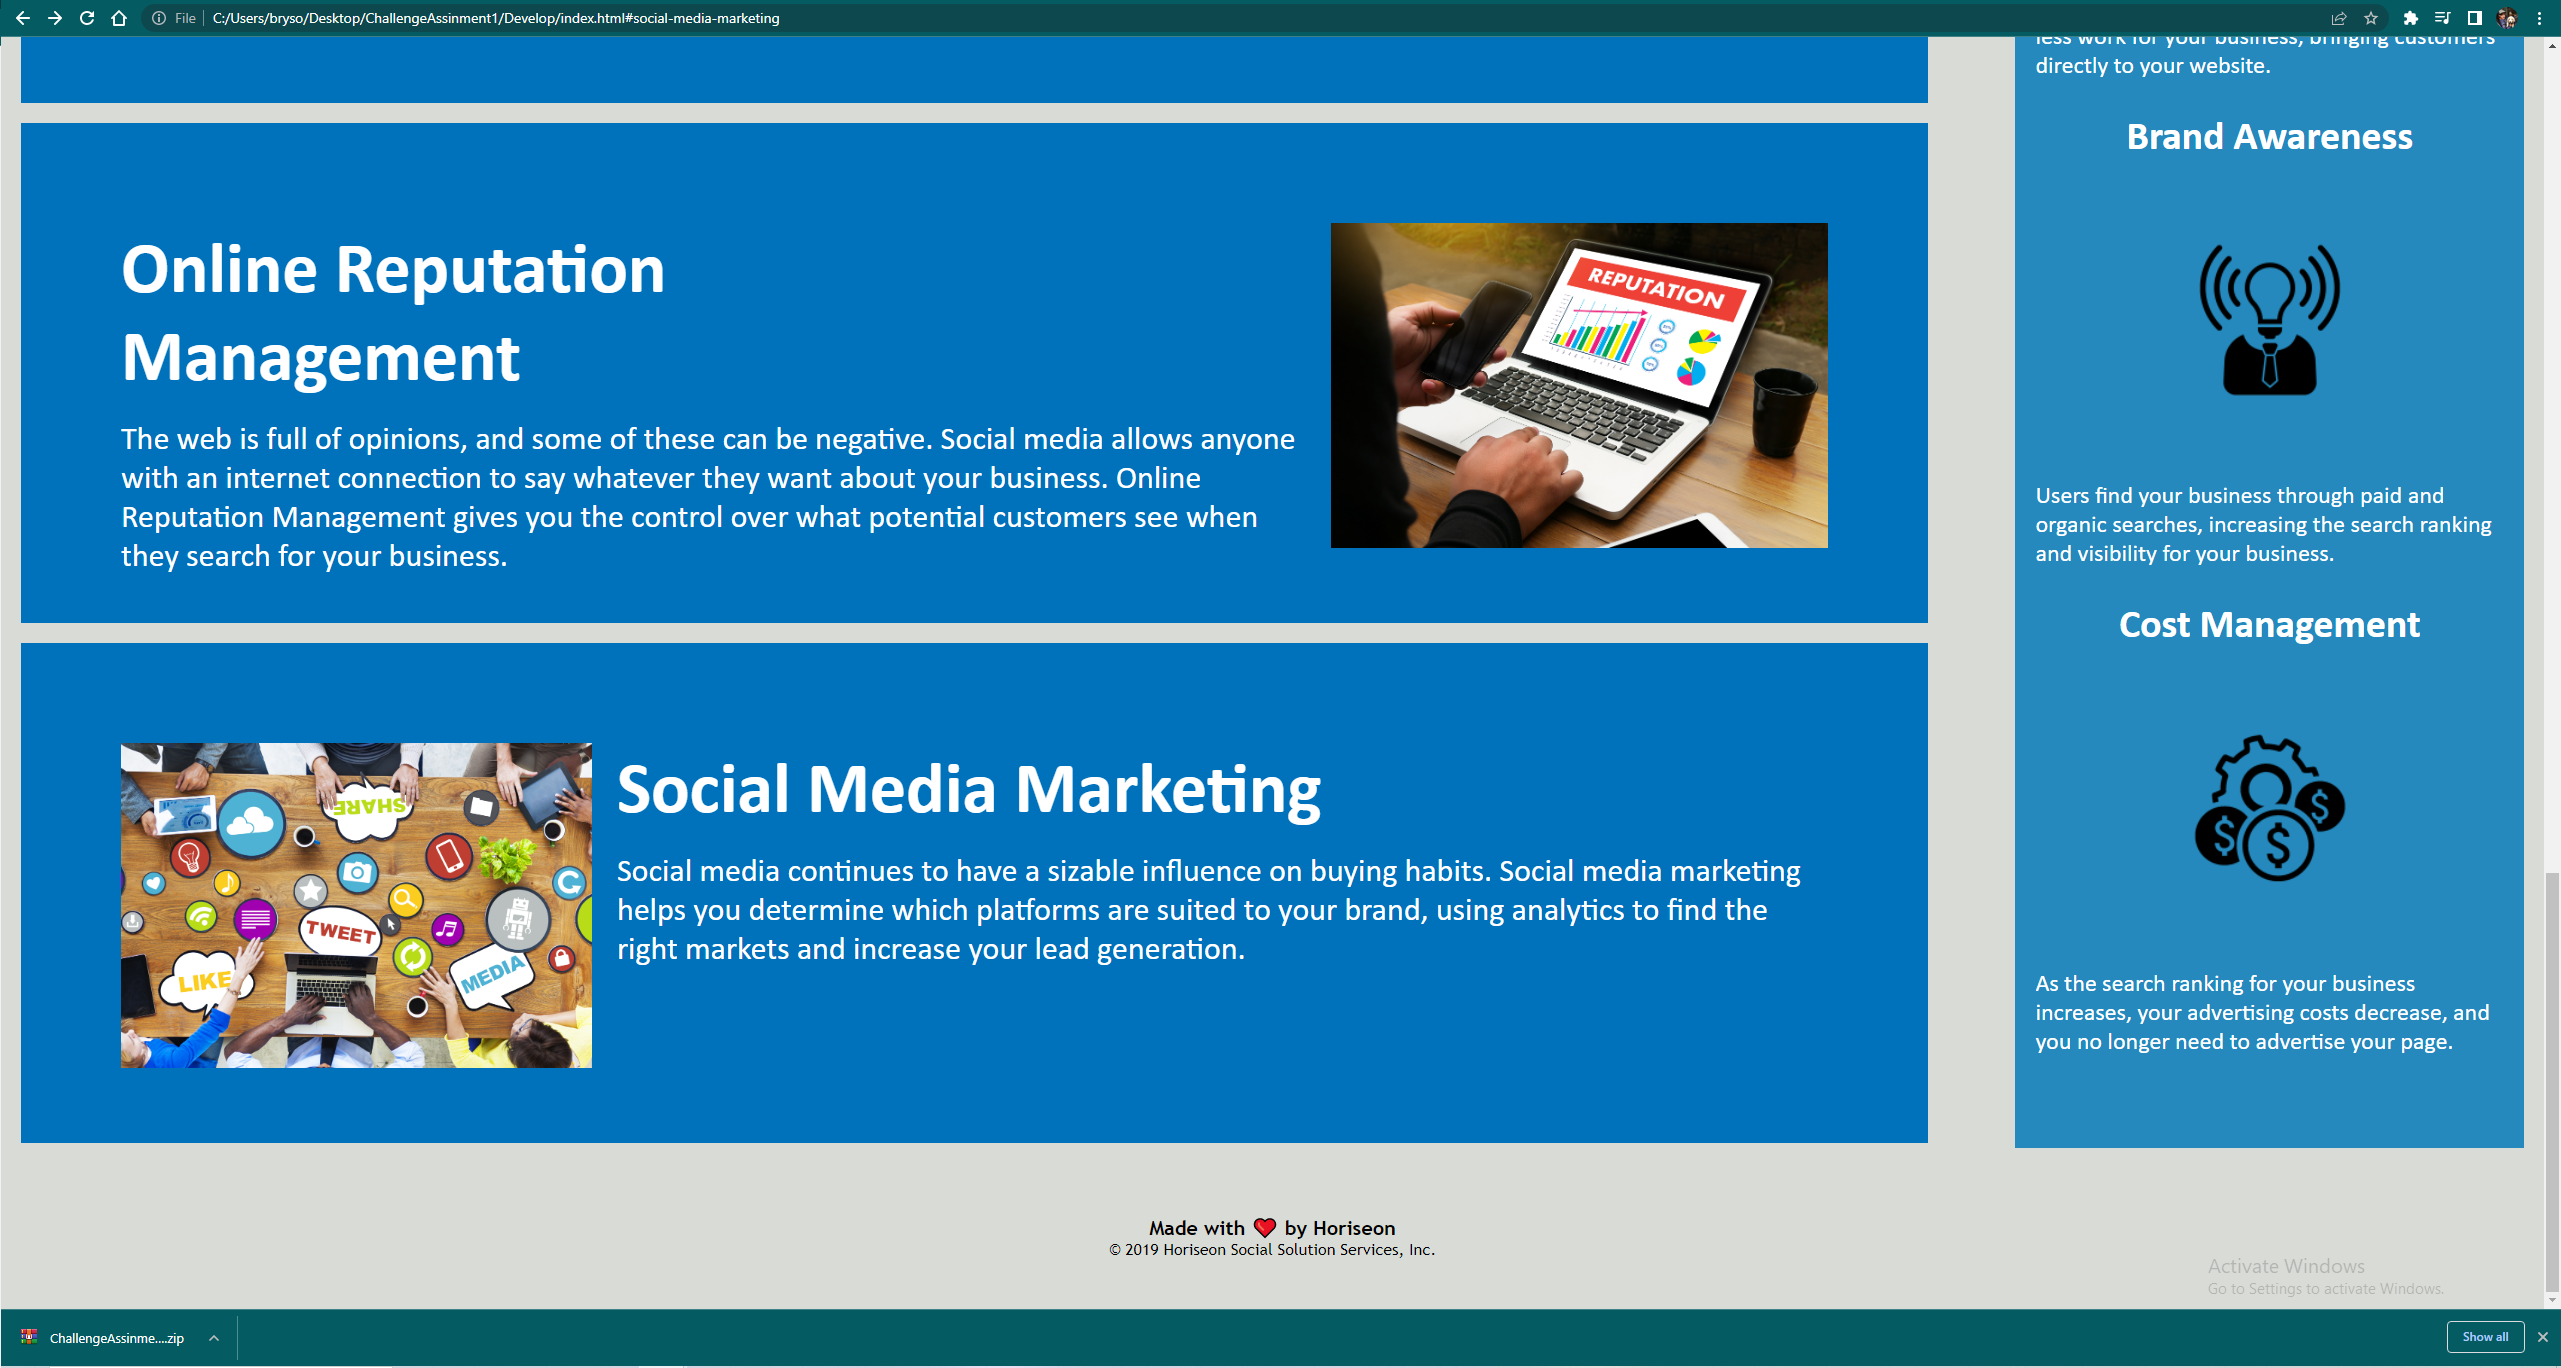 File
C:/Users/bryso/Desktop/ChallengeAssinment1/Develop/index.html#social-media-marketing
Online Reputation
Management
The web is full of opinions, and some of these can be negative. Social media allows anyone
with an internet connection to say whatever they want about your business. Online
Reputation Management gives you the control over what potential customers see when
they search for your business.
REPUTATION
SHARE
TWEET
LIKE
MEDIA
Social Media Marketing
Social media continues to have a sizable influence on buying habits. Social media marketing
helps you determine which platforms are suited to your brand, using analytics to find the
right markets and increase your lead generation.
less work for your business, bringing customers
directly to your website.
Brand Awareness
Users find your business through paid and
organic searches, increasing the search ranking
and visibility for your business.
Cost Management
$
$
$
As the search ranking for your business
increases, your advertising costs decrease, and
you no longer need to advertise your page.
Made with ❤ by Horiseon
© 2019 Horiseon Social Solution Services, Inc.
Activate Windows
Go to Settings to activate Windows.
ChallengeAssinme....zip
Show all